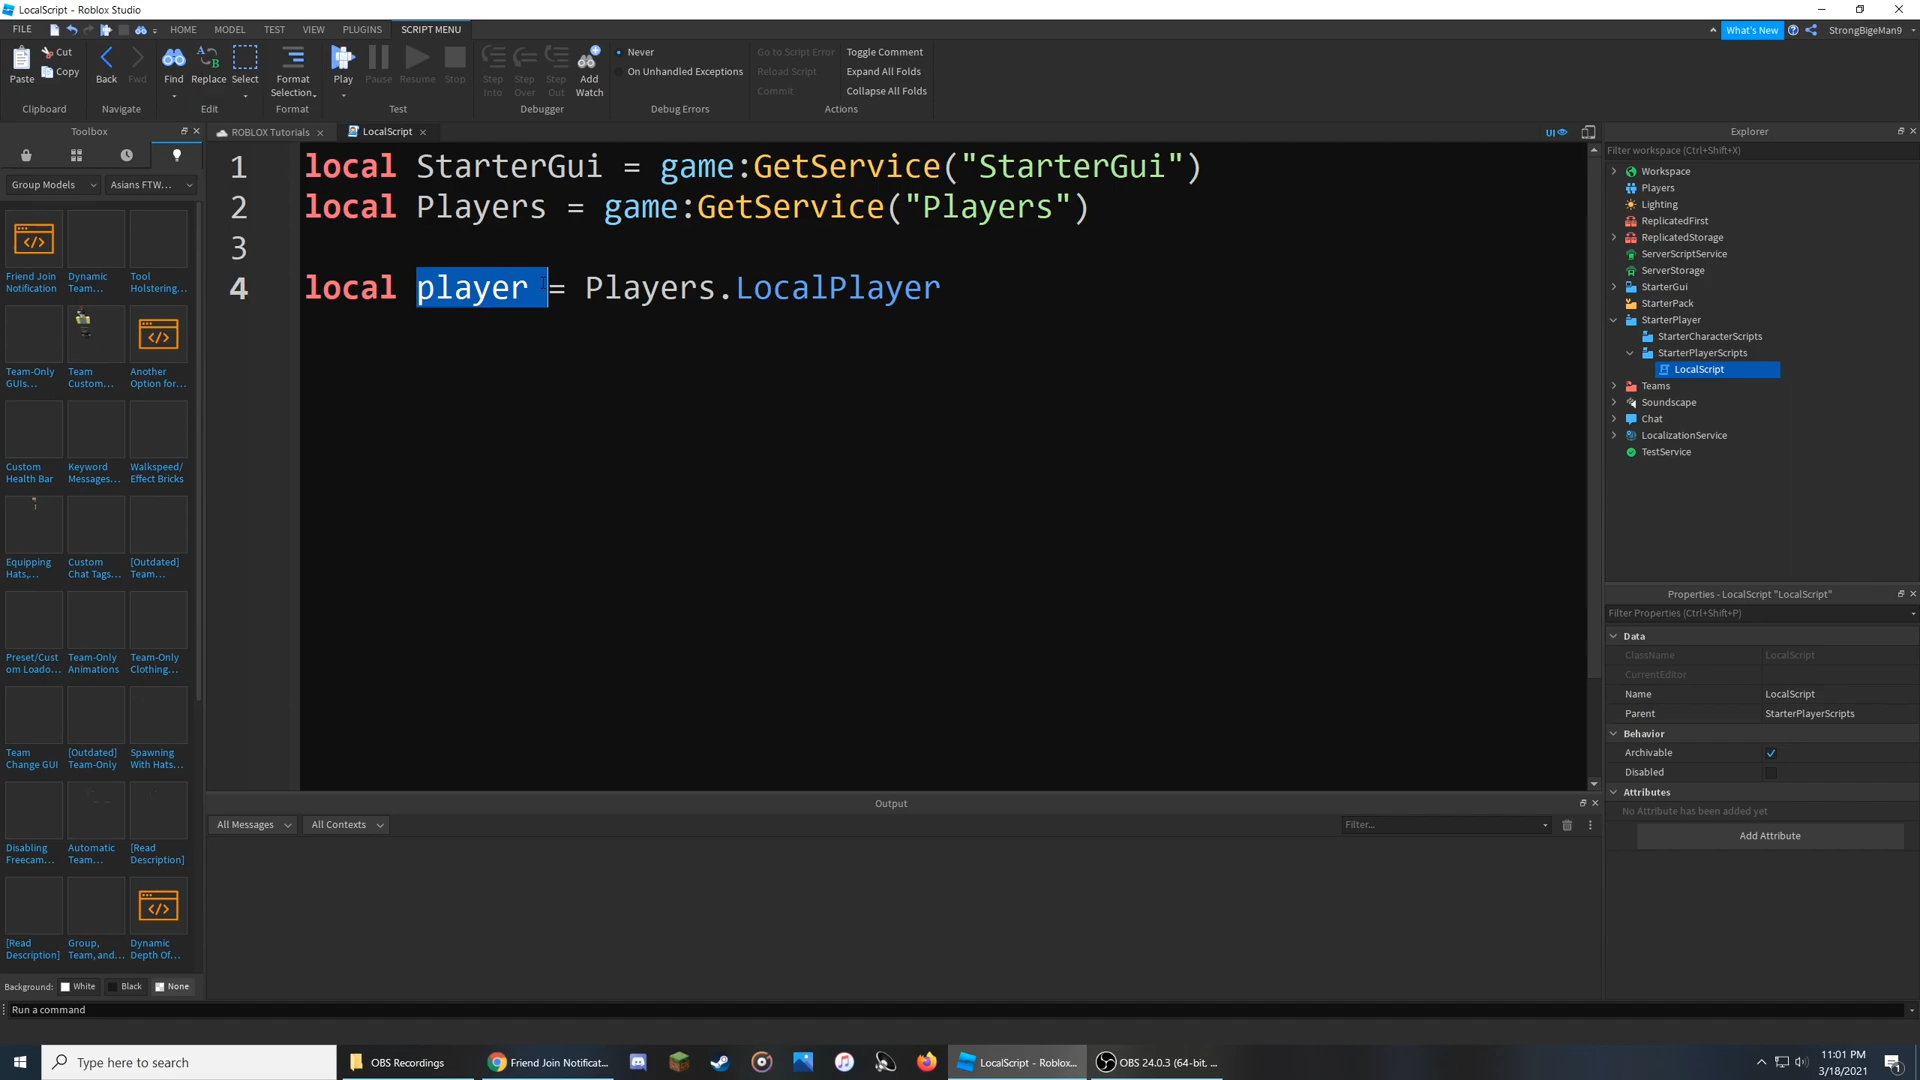 LocalScript - Roblox Studio
FILE HOME MODEL TEST VIEW PLUGINS SCRIPT MENU What's New StrongBigeMan9
Paste Cut Copy Back Fwd Find Replace Select Format Selection Play Pause Resume Stop Step Into Step Over Step Out Add Watch
Never
On Unhandled Exceptions
Go to Script Error
Reload Script
Commit
Toggle Comment
Expand All Folds
Collapse All Folds
Clipboard Navigate Edit Format Test Debugger Debug Errors Actions
Toolbox
Group Models Asians FTW...
Friend Join Notification
Dynamic Team...
Tool Holstering...
Team-Only GUIs...
Team Custom...
Another Option for...
Custom Health Bar
Keyword Messages...
Walkspeed/ Effect Bricks
Equipping Hats,...
Custom Chat Tags...
[Outdated] Team...
Preset/Cust om Loado...
Team-Only Animations
Team-Only Clothing...
Team Change GUI
[Outdated] Team-Only
Spawning With Hats...
Disabling Freecam...
Automatic Team...
[Read Description]
[Read Description]
Group, Team, and...
Dynamic Depth Of...
Background: White Black None
ROBLOX Tutorials LocalScript UI
1 local StarterGui = game:GetService("StarterGui")
2 local Players = game:GetService("Players")
3
4 local player = Players.LocalPlayer
Output
All Messages All Contexts Filter...
Explorer
Filter workspace (Ctrl+Shift+X)
Workspace
Players
Lighting
ReplicatedFirst
ReplicatedStorage
ServerScriptService
ServerStorage
StarterGui
StarterPack
StarterPlayer
StarterCharacterScripts
StarterPlayerScripts
LocalScript
Teams
Soundscape
Chat
LocalizationService
TestService
Properties - LocalScript "LocalScript"
Filter Properties (Ctrl+Shift+P)
Data
ClassName LocalScript
CurrentEditor
Name LocalScript
Parent StarterPlayerScripts
Behavior
Archivable
Disabled
Attributes
No Attribute has been added yet
Add Attribute
Run a command
Type here to search
OBS Recordings
Friend Join Notificat...
LocalScript - Roblox...
OBS 24.0.3 (64-bit, ...
11:01 PM
3/18/2021
1